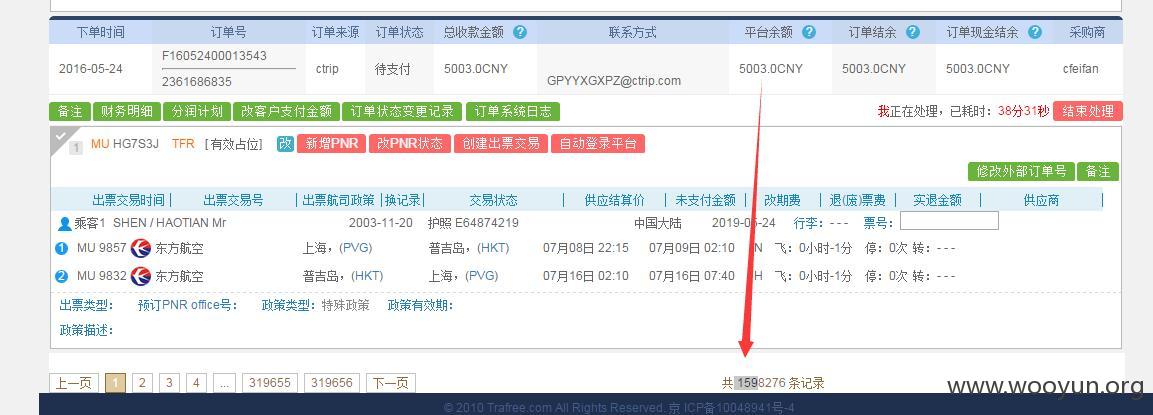 下单时间 订单号 订单来源 订单状态 总收款金额 ? 联系方式 平台余额 ? 订单结余 ? 订单现金结余 ? 采购商
2016-05-24 F16052400013543 ctrip 待支付 5003.0CNY GPYYXGXPZ@ctrip.com 5003.0CNY 5003.0CNY 5003.0CNY cfeifan
2361686835
备注 财务明细 分润计划 改客户支付金额 订单状态变更记录 订单系统日志 我正在处理，已耗时：38分31秒 结束处理
1 MU HG7S3J TFR [有效占位] 改 新增PNR 改PNR状态 创建出票交易 自动登录平台
修改外部订单号 备注
出票交易时间 出票交易号 出票航司政策 换记录 交易状态 供应结算价 未支付金额 改期费 退(废)票费 实退金额 供应商
乘客1 SHEN / HAOTIAN Mr 2003-11-20 护照 E64874219 中国大陆 2019-05-24 行李：--- 票号：
1 MU 9857 东方航空 上海，(PVG) 普吉岛，(HKT) 07月08日 22:15 07月09日 02:10 N 飞：0小时-1分 停：0次 转：---
2 MU 9832 东方航空 普吉岛，(HKT) 上海，(PVG) 07月16日 02:10 07月16日 07:40 H 飞：0小时-1分 停：0次 转：---
出票类型： 预订PNR office号： 政策类型：特殊政策 政策有效期：
政策描述：
上一页 1 2 3 4 ... 319655 319656 下一页 共 1598276 条记录
www.wooyun.org
© 2010 Trafree.com All Rights Reserved. 京 ICP备10048941号-4